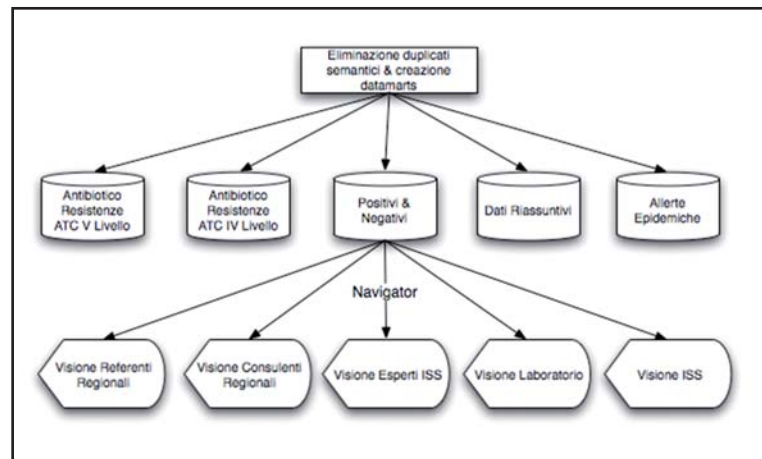 Eliminazione duplicati
semantici & creazione
datamarts
Antibiotico
Resistenze
ATC V Livello
Antibiotico
Resistenze
ATC IV Livello
Positivi &
Negativi
Dati Riassuntivi
Allerte
Epidemiche
Navigator
Visione Referenti
Regionali
Visione Consulenti
Regionali
Visione Esperti ISS
Visione Laboratorio
Visione ISS